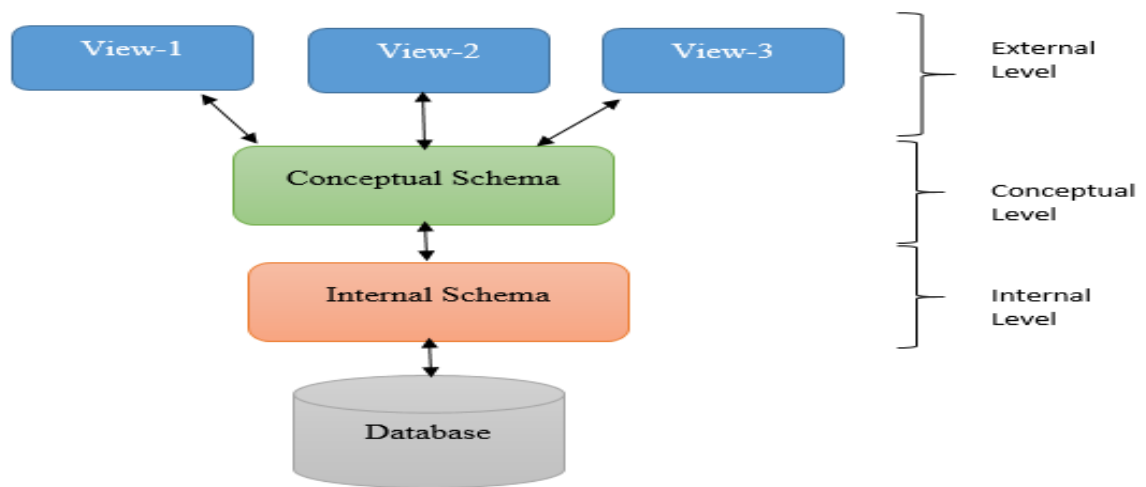 View-1
View-2
View-3
External
Level
Conceptual Schema
Conceptual
Level
Internal Schema
Internal
Level
Database